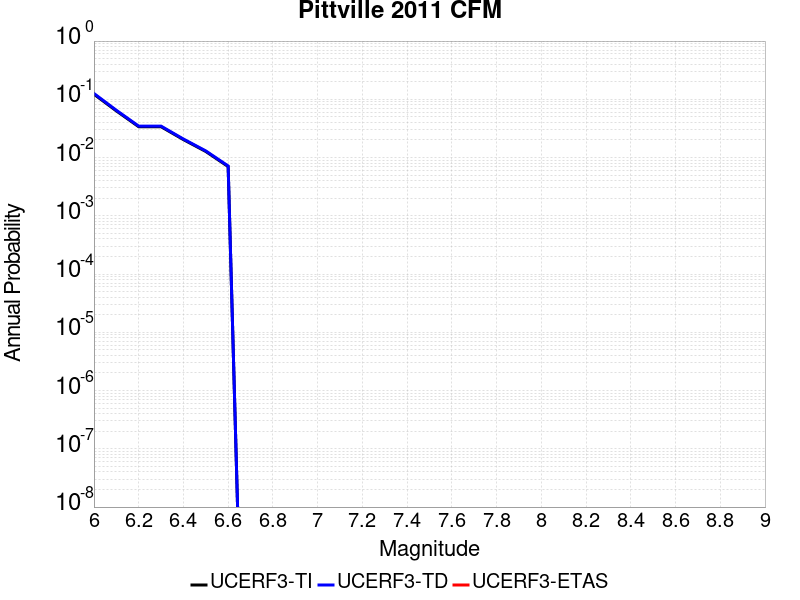 Pittville 2011 CFM
Annual Probability
10^0
10^-1
10^-2
10^-3
10^-4
10^-5
10^-6
10^-7
10^-8
6 6.2 6.4 6.6 6.8 7 7.2 7.4 7.6 7.8 8 8.2 8.4 8.6 8.8 9
Magnitude
UCERF3-TI UCERF3-TD UCERF3-ETAS